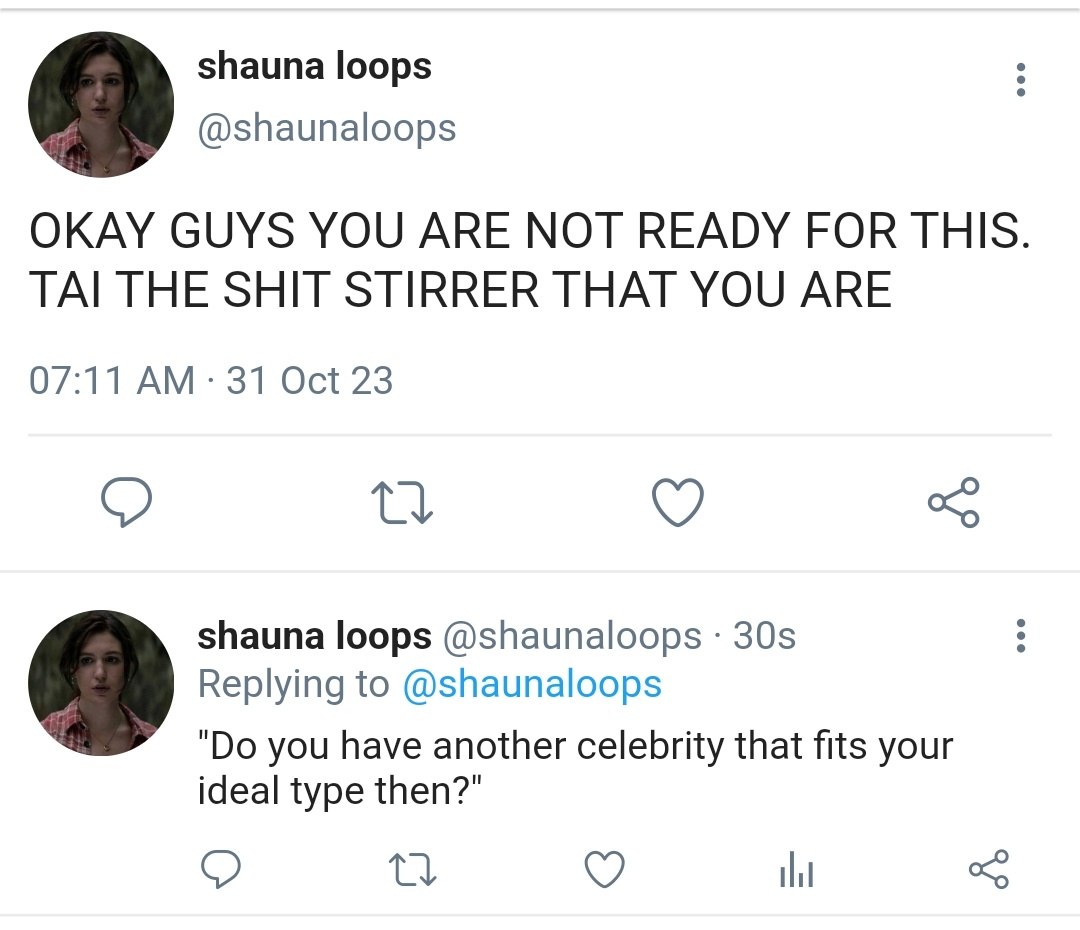 shauna loops
@shaunaloops
OKAY GUYS YOU ARE NOT READY FOR THIS.
TAI THE SHIT STIRRER THAT YOU ARE
07:11 AM · 31 Oct 23
shauna loops @shaunaloops · 30s
Replying to @shaunaloops
"Do you have another celebrity that fits your
ideal type then?"